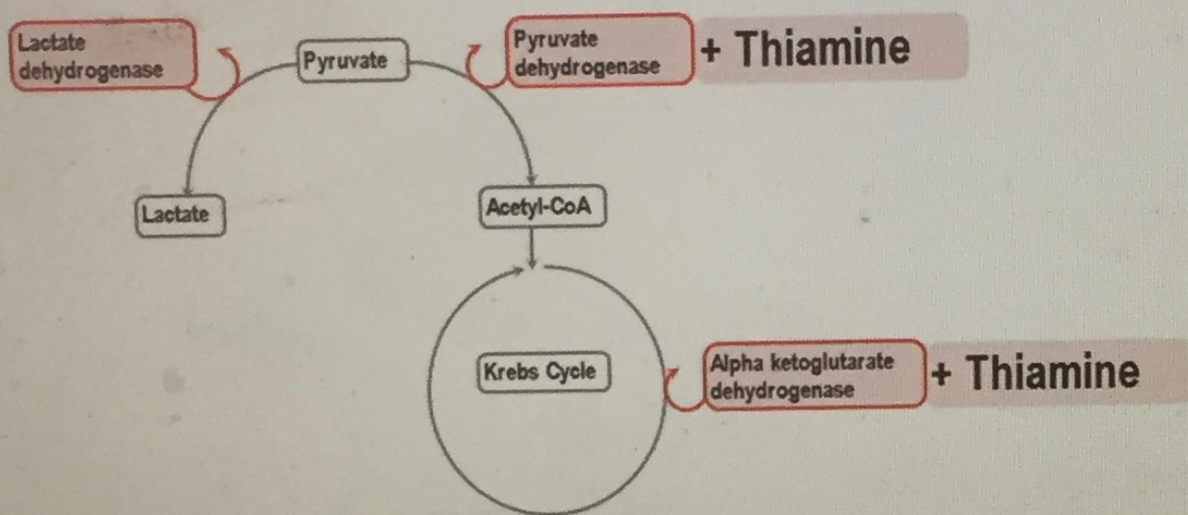 Lactate
dehydrogenase
Pyruvate
Pyruvate
dehydrogenase
+ Thiamine
Lactate
Acetyl-CoA
Krebs Cycle
Alpha ketoglutarate
dehydrogenase
+ Thiamine